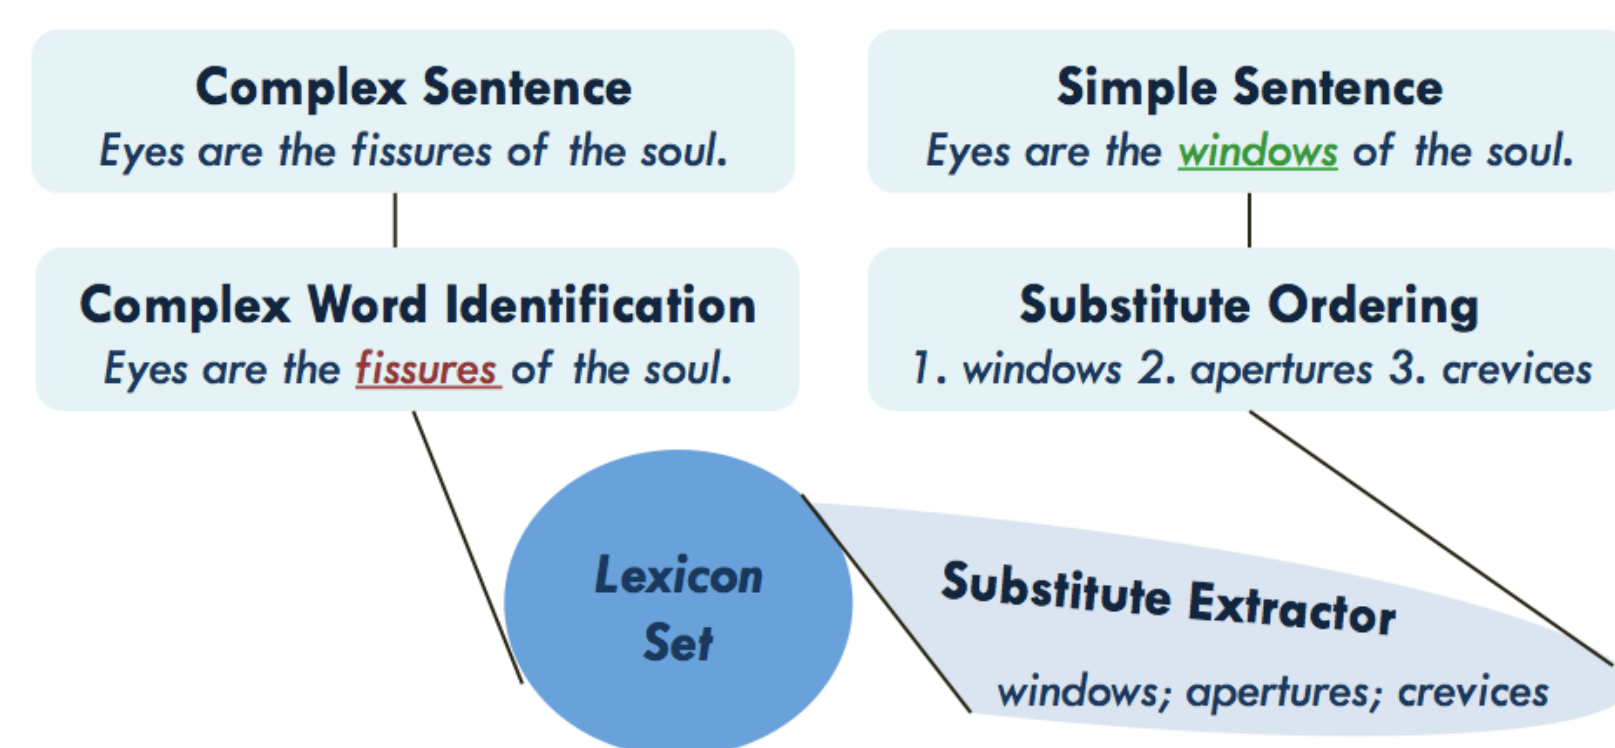 Complex Sentence
Eyes are the fissures of the soul.
Simple Sentence
Eyes are the windows of the soul.
Complex Word Identification
Eyes are the fissures of the soul.
Substitute Ordering
1. windows 2. apertures 3. crevices
Lexicon
Set
Substitute Extractor
windows; apertures; crevices